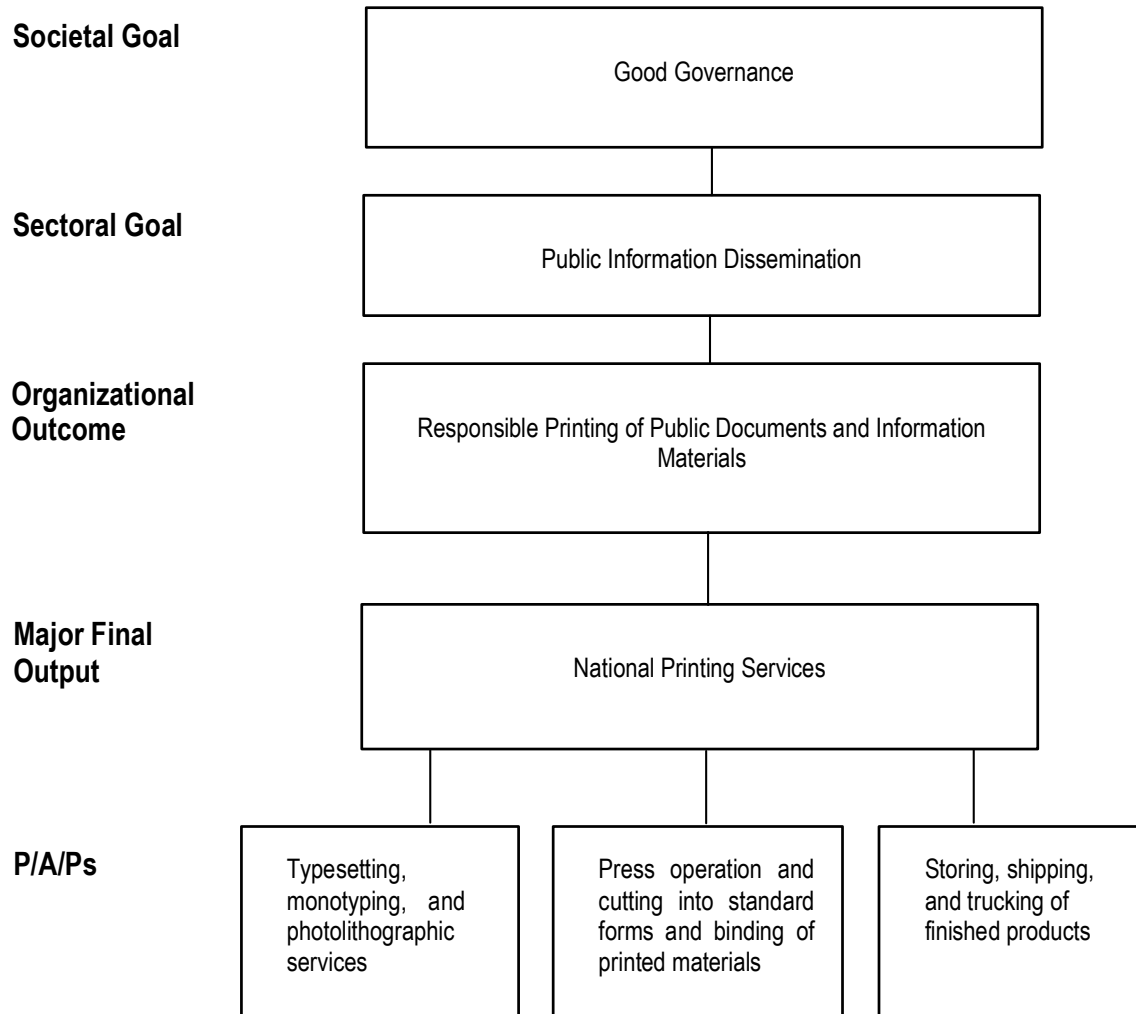 Societal Goal
Good Governance
Sectoral Goal
Public Information Dissemination
Organizational
Outcome
Responsible Printing of Public Documents and Information
Materials
Major Final
Output
National Printing Services
P/A/Ps
Typesetting,
monotyping, and
photolithographic
services
Press operation and
cutting into standard
forms and binding of
printed materials
Storing, shipping,
and trucking of
finished products